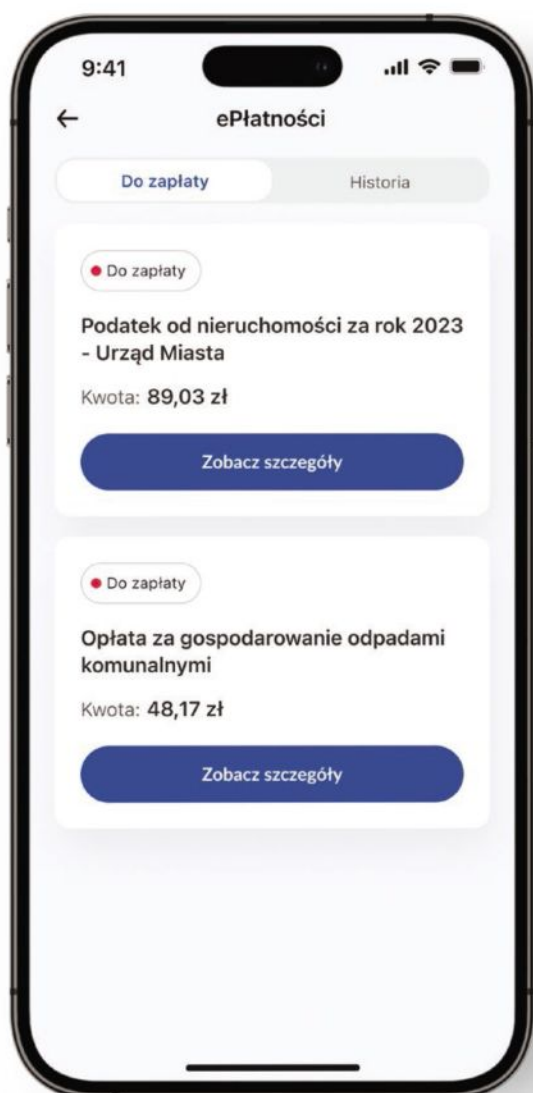 9:41
ePłatności
Do zapłaty
Historia
Do zapłaty
Podatek od nieruchomości za rok 2023
- Urząd Miasta
Kwota: 89,03 zł
Zobacz szczegóły
Do zapłaty
Opłata za gospodarowanie odpadami
komunalnymi
Kwota: 48,17 zł
Zobacz szczegóły